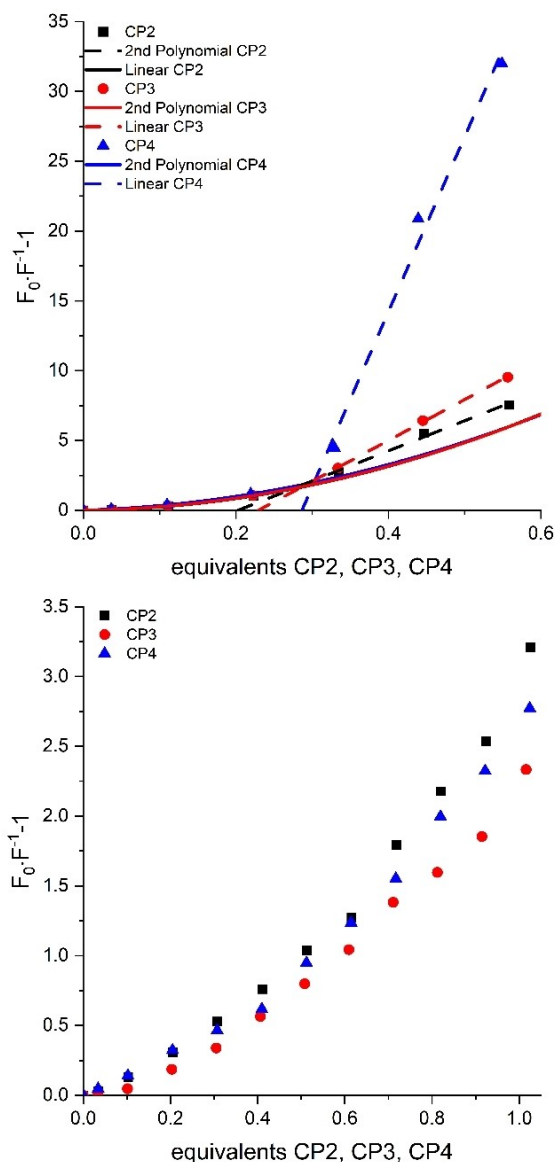 CP2
2nd Polynomial CP2
Linear CP2
CP3
2nd Polynomial CP3
Linear CP3
CP4
2nd Polynomial CP4
Linear CP4
35
30
25
20
15
10
5
0
F₀·F⁻¹-1
0.0 0.2 0.4 0.6
equivalents CP2, CP3, CP4
CP2
CP3
CP4
3.5
3.0
2.5
2.0
1.5
1.0
0.5
0.0
F₀·F⁻¹-1
0.0 0.2 0.4 0.6 0.8 1.0
equivalents CP2, CP3, CP4